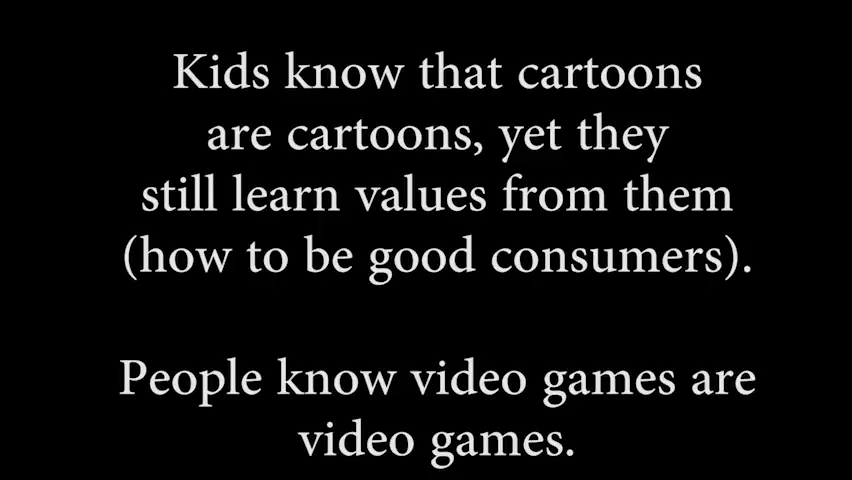 Kids know that cartoons
are cartoons, yet they
still learn values from them
(how to be good consumers).
People know video games are
video games.